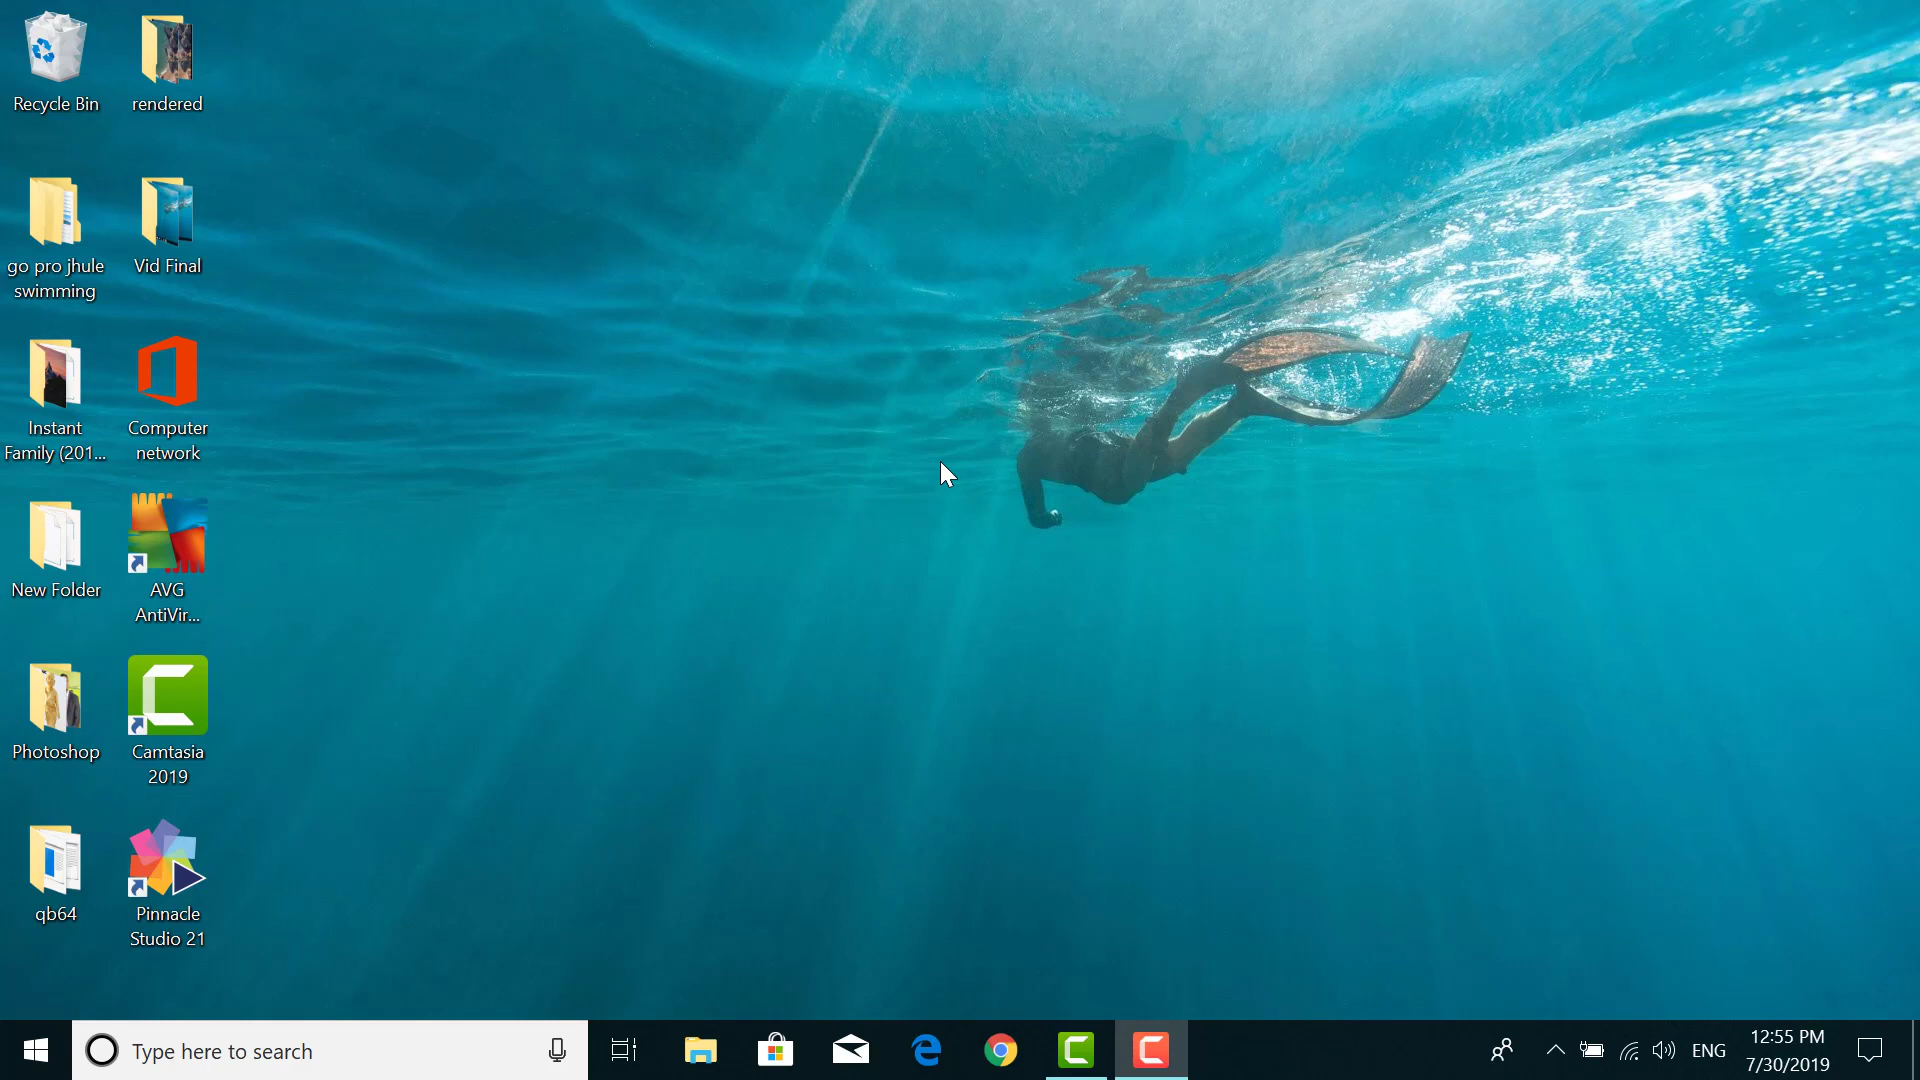 Recycle Bin
rendered
go pro jhule
swimming
Vid Final
Instant
Family (201...
Computer
network
New Folder
AVG
AntiVir...
Photoshop
Camtasia
2019
qb64
Pinnacle
Studio 21
Type here to search
ENG
12:55 PM
7/30/2019